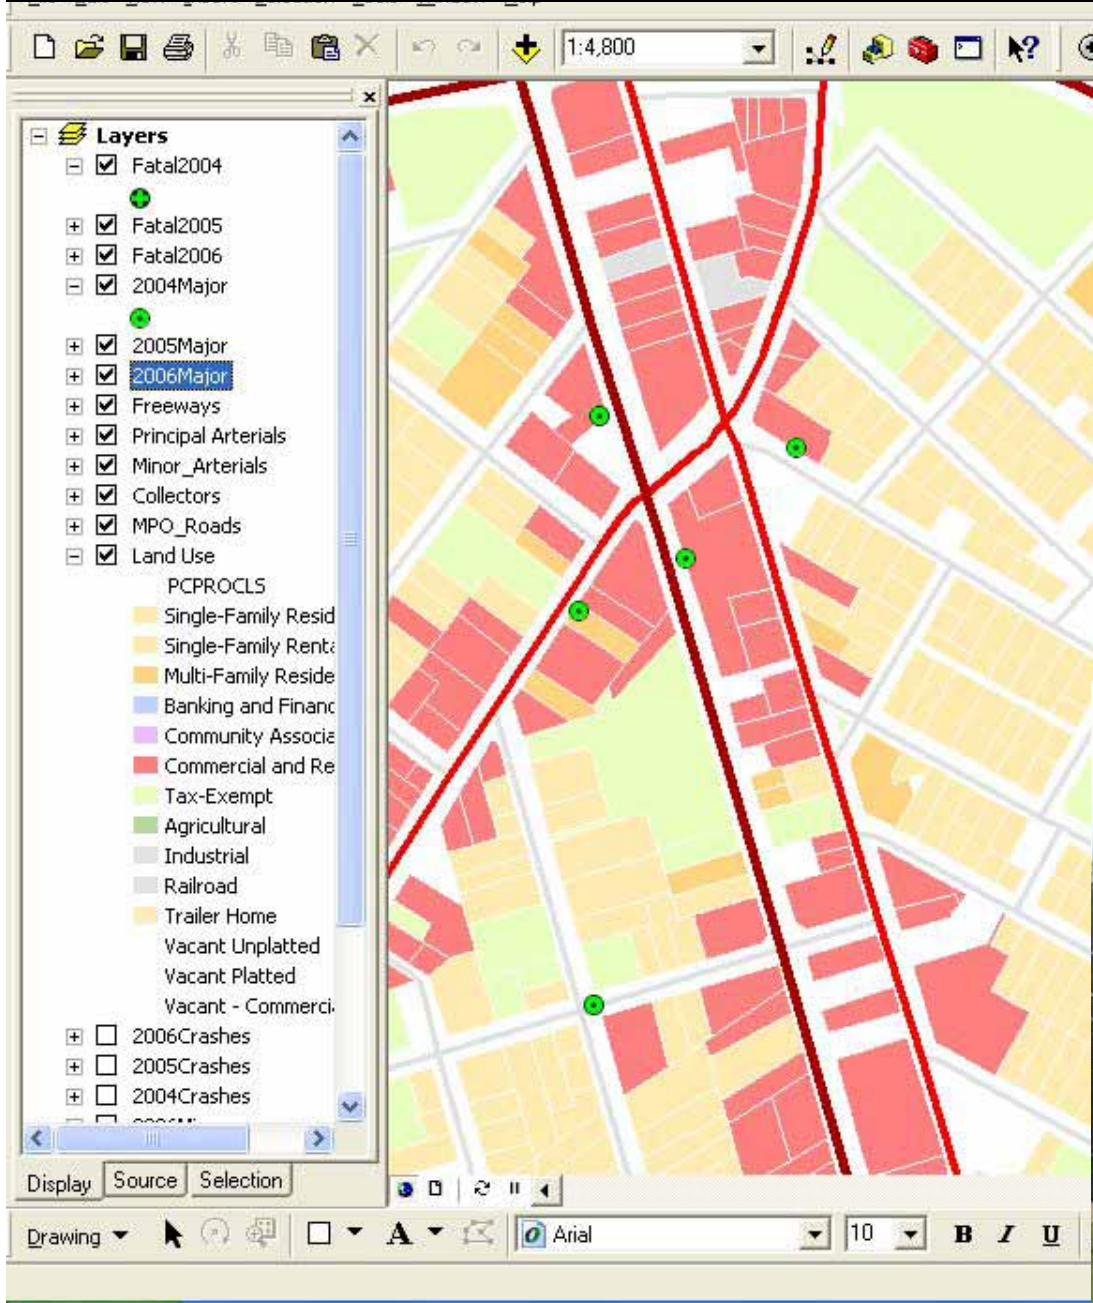 1:4,800
Layers
Fatal2004
Fatal2005
Fatal2006
2004Major
2005Major
2006Major
Freeways
Principal Arterials
Minor_Arterials
Collectors
MPO_Roads
Land Use
PCPROCLS
Single-Family Resid
Single-Family Renta
Multi-Family Reside
Banking and Financ
Community Associa
Commercial and Re
Tax-Exempt
Agricultural
Industrial
Railroad
Trailer Home
Vacant Unplatted
Vacant Platted
Vacant - Commerci
2006Crashes
2005Crashes
2004Crashes
Display Source Selection
Drawing A Arial 10 B I U